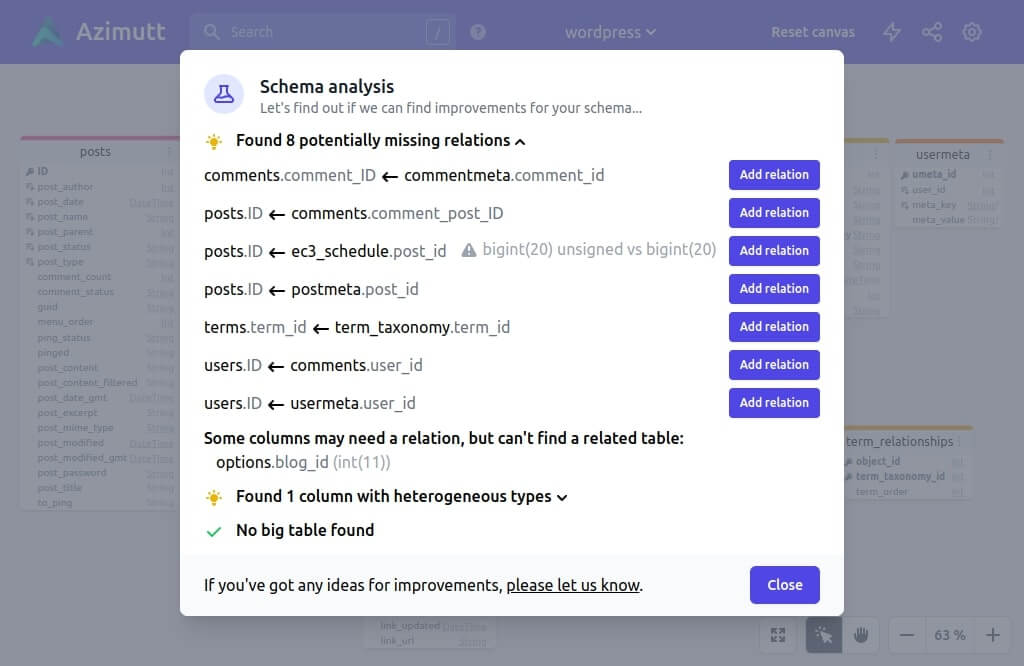 Azimutt
Search
/
wordpress
Reset canvas
Schema analysis
Let's find out if we can find improvements for your schema...
Found 8 potentially missing relations
comments.comment_ID ← commentmeta.comment_id
Add relation
posts.ID ← comments.comment_post_ID
Add relation
posts.ID ← ec3_schedule.post_id
bigint(20) unsigned vs bigint(20)
Add relation
posts.ID ← postmeta.post_id
Add relation
terms.term_id ← term_taxonomy.term_id
Add relation
users.ID ← comments.user_id
Add relation
users.ID ← usermeta.user_id
Add relation
Some columns may need a relation, but can't find a related table:
options.blog_id (int(11))
Found 1 column with heterogeneous types
No big table found
If you've got any ideas for improvements, please let us know.
Close
posts
ID Int
post_author Int
post_date DateTime
post_name String
post_parent Int
post_status String
post_type String
comment_count Int
comment_status String
guid String
menu_order Int
ping_status String
pinged String
post_content String
post_content_filtered String
post_date_gmt DateTime
post_excerpt String
post_mime_type String
post_modified DateTime
post_modified_gmt DateTime
post_password String
post_title String
to_ping String
Int
String
String
String
String
String
String
Int
String
usermeta
umeta_id Int
user_id Int
meta_key String?
meta_value String?
term_relationships
object_id Int
term_taxonomy_id Int
term_order Int
link_updated DateTime
link_url String
63 %